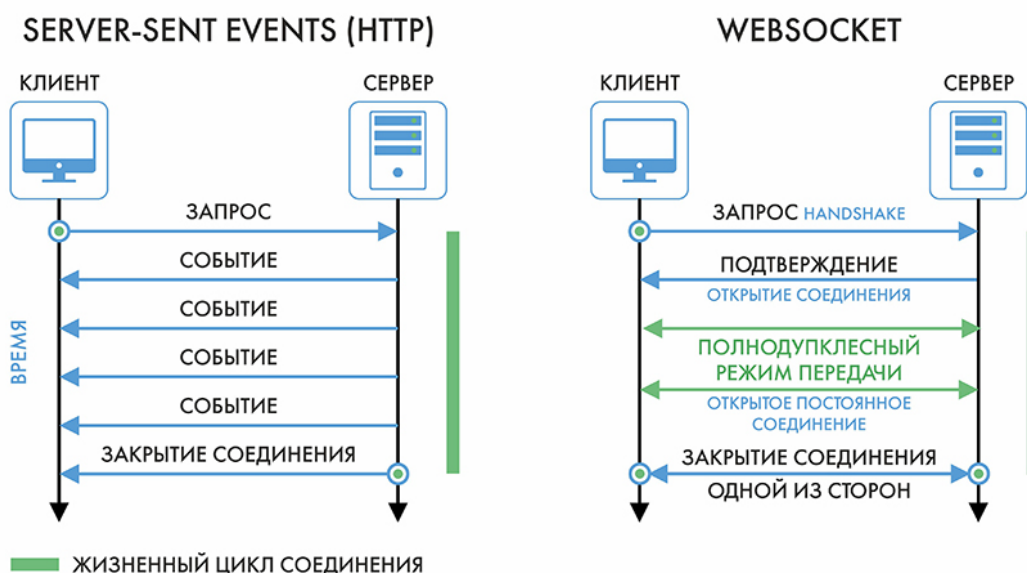 SERVER-SENT EVENTS (HTTP)
КЛИЕНТ
СЕРВЕР
ЗАПРОС
СОБЫТИЕ
СОБЫТИЕ
СОБЫТИЕ
СОБЫТИЕ
ЗАКРЫТИЕ СОЕДИНЕНИЯ
ВРЕМЯ
WEBSOCKET
КЛИЕНТ
СЕРВЕР
ЗАПРОС HANDSHAKE
ПОДТВЕРЖДЕНИЕ
ОТКРЫТИЕ СОЕДИНЕНИЯ
ПОЛНОДУПКЛЕСНЫЙ
РЕЖИМ ПЕРЕДАЧИ
ОТКРЫТОЕ ПОСТОЯННОЕ
СОЕДИНЕНИЕ
ЗАКРЫТИЕ СОЕДИНЕНИЯ
ОДНОЙ ИЗ СТОРОН
ЖИЗНЕННЫЙ ЦИКЛ СОЕДИНЕНИЯ